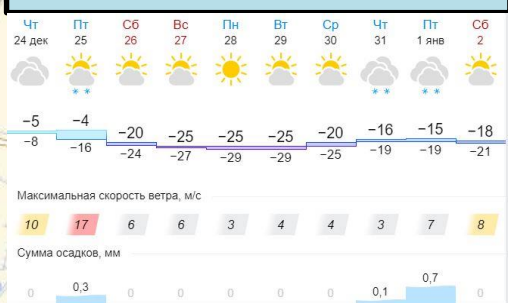 Чт Пт Сб Вс Пн Вт Ср Чт Пт Сб
24 дек 25 26 27 28 29 30 31 1 янв 2
−5 −4 −20 −25 −25 −25 −20 −16 −15 −18
−8 −16 −24 −27 −29 −29 −25 −19 −19 −21
Максимальная скорость ветра, м/с
10 17 6 6 3 4 4 3 7 8
Сумма осадков, мм
0 0,3 0 0 0 0 0 0,1 0,7 0